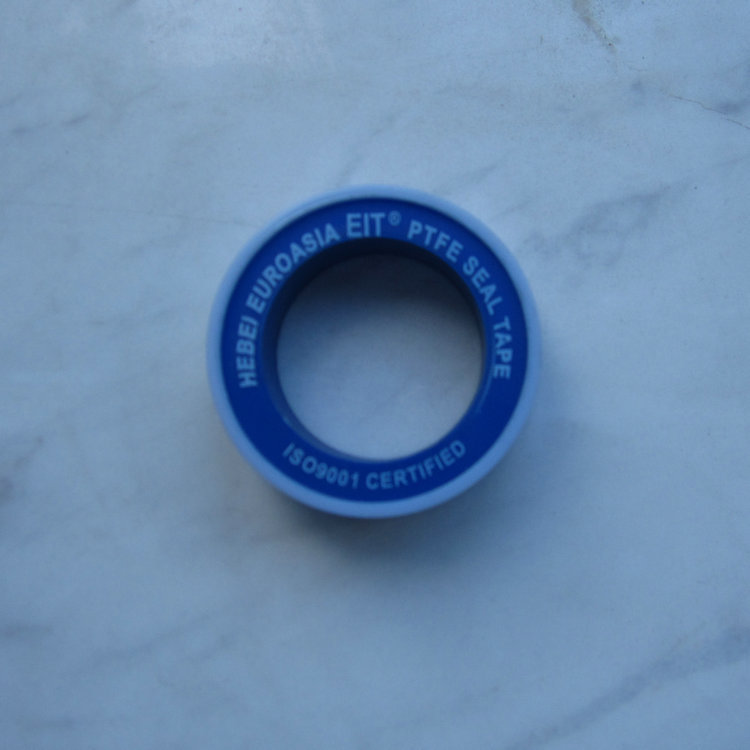 HEBEI EUROASIA EIT® PTFE SEAL TAPE
ISO9001 CERTIFIED